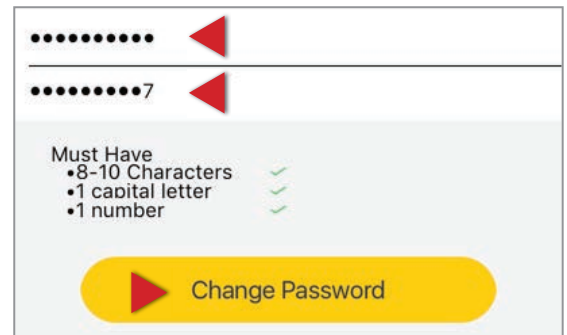 ••••••••••
•••••••••7
Must Have
•8-10 Characters
•1 capital letter
•1 number
Change Password